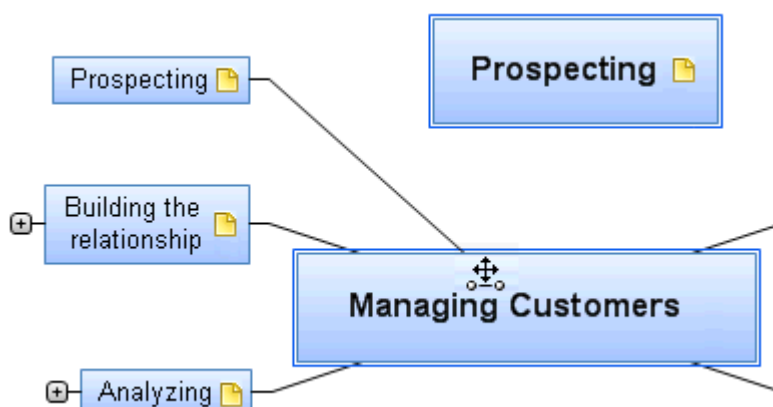 Prospecting
Prospecting
Building the
relationship
Managing Customers
Analyzing